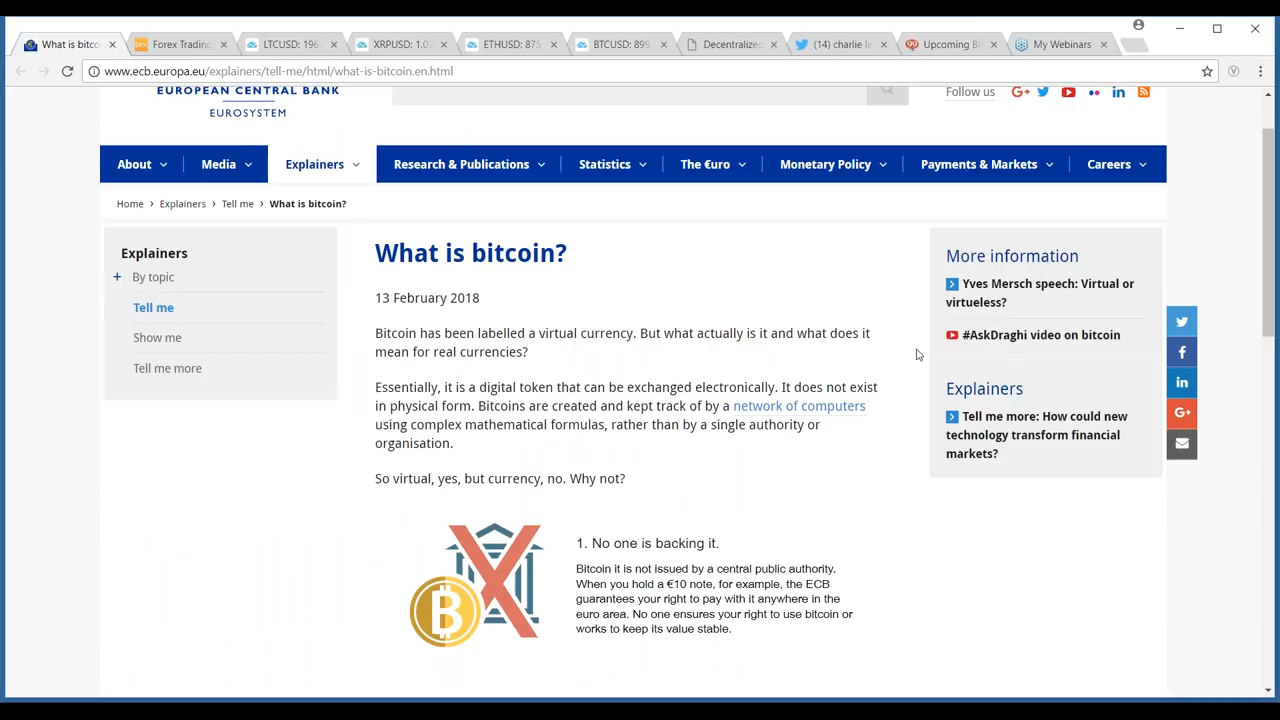 What is bitco
Forex Trading
LTCUSD: 196.
XRPUSD: 1.
ETHUSD: 875
BTCUSD: 899
Decentralized
(14) charlie le
Upcoming B
My Webinars
www.ecb.europa.eu/explainers/tell-me/html/what-is-bitcoin.en.html
EUROPEAN CENTRAL BANK
EUROSYSTEM
Follow us
About
Media
Explainers
Research & Publications
Statistics
The €uro
Monetary Policy
Payments & Markets
Careers
Home › Explainers › Tell me › What is bitcoin?
Explainers
+ By topic
Tell me
Show me
Tell me more
What is bitcoin?
13 February 2018
Bitcoin has been labelled a virtual currency. But what actually is it and what does it
mean for real currencies?
Essentially, it is a digital token that can be exchanged electronically. It does not exist
in physical form. Bitcoins are created and kept track of by a network of computers
using complex mathematical formulas, rather than by a single authority or
organisation.
So virtual, yes, but currency, no. Why not?
1. No one is backing it.
Bitcoin it is not issued by a central public authority.
When you hold a €10 note, for example, the ECB
guarantees your right to pay with it anywhere in the
euro area. No one ensures your right to use bitcoin or
works to keep its value stable.
More information
Yves Mersch speech: Virtual or
virtueless?
#AskDraghi video on bitcoin
Explainers
Tell me more: How could new
technology transform financial
markets?